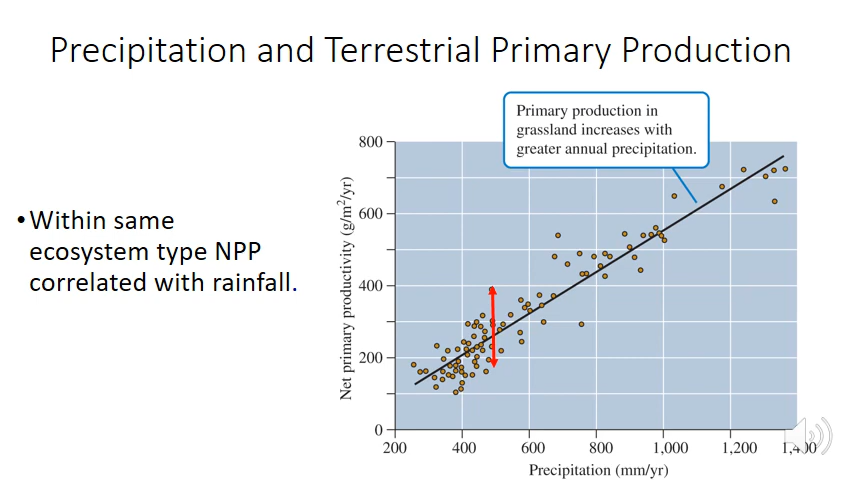 Precipitation and Terrestrial Primary Production
•Within same
ecosystem type NPP
correlated with rainfall.
Primary production in
grassland increases with
greater annual precipitation.
Net primary productivity (g/m²/yr)
800
600
400
200
0
200 400 600 800 1,000 1,200 1,400
Precipitation (mm/yr)